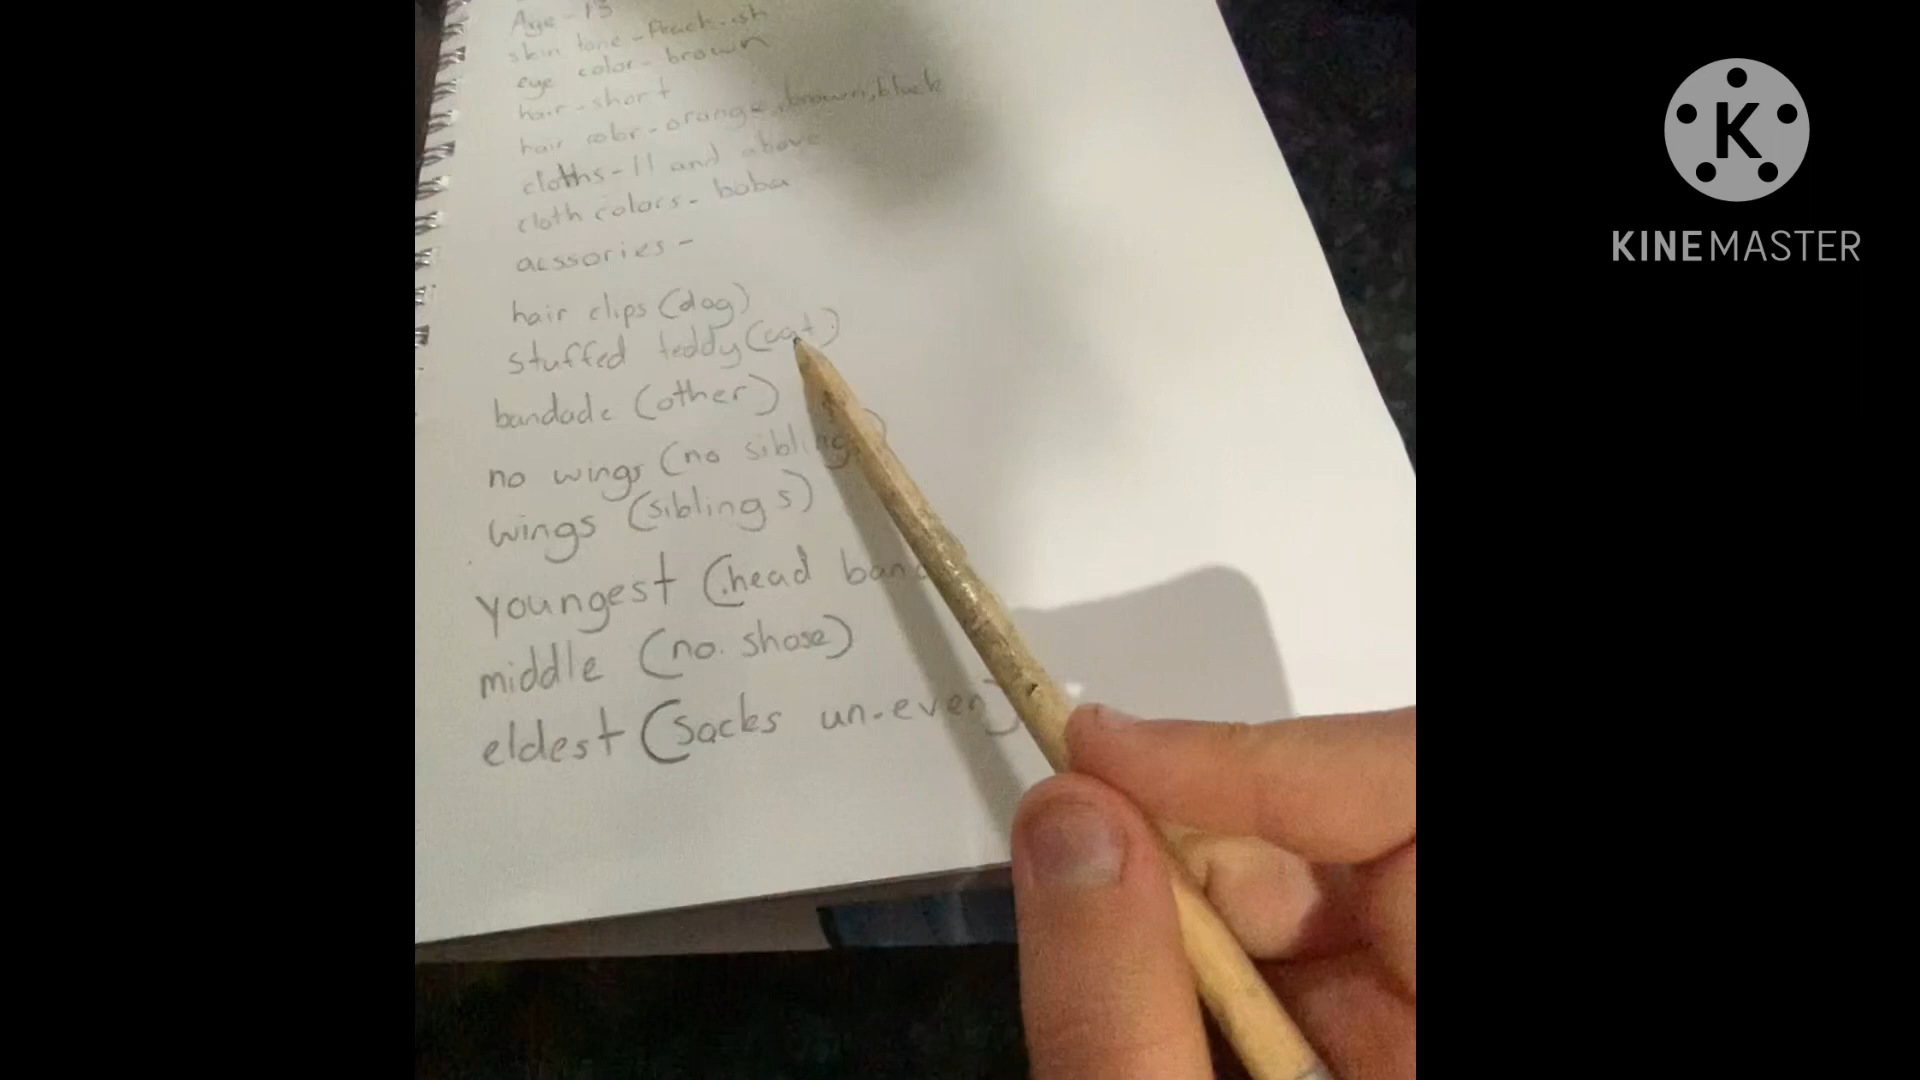 Age - 13
skin tone - Peach.ish
eye color - brown
hair - short
hair color - orange, brown, black
cloths - 11 and above
cloth colors - boba
acssories -
hair clips (dog)
stuffed teddy (cat)
bandade (other)
no wings (no sibling)
wings (siblings)
youngest (head ban
middle (no. shose)
eldest (socks un-even)
K
KINEMASTER